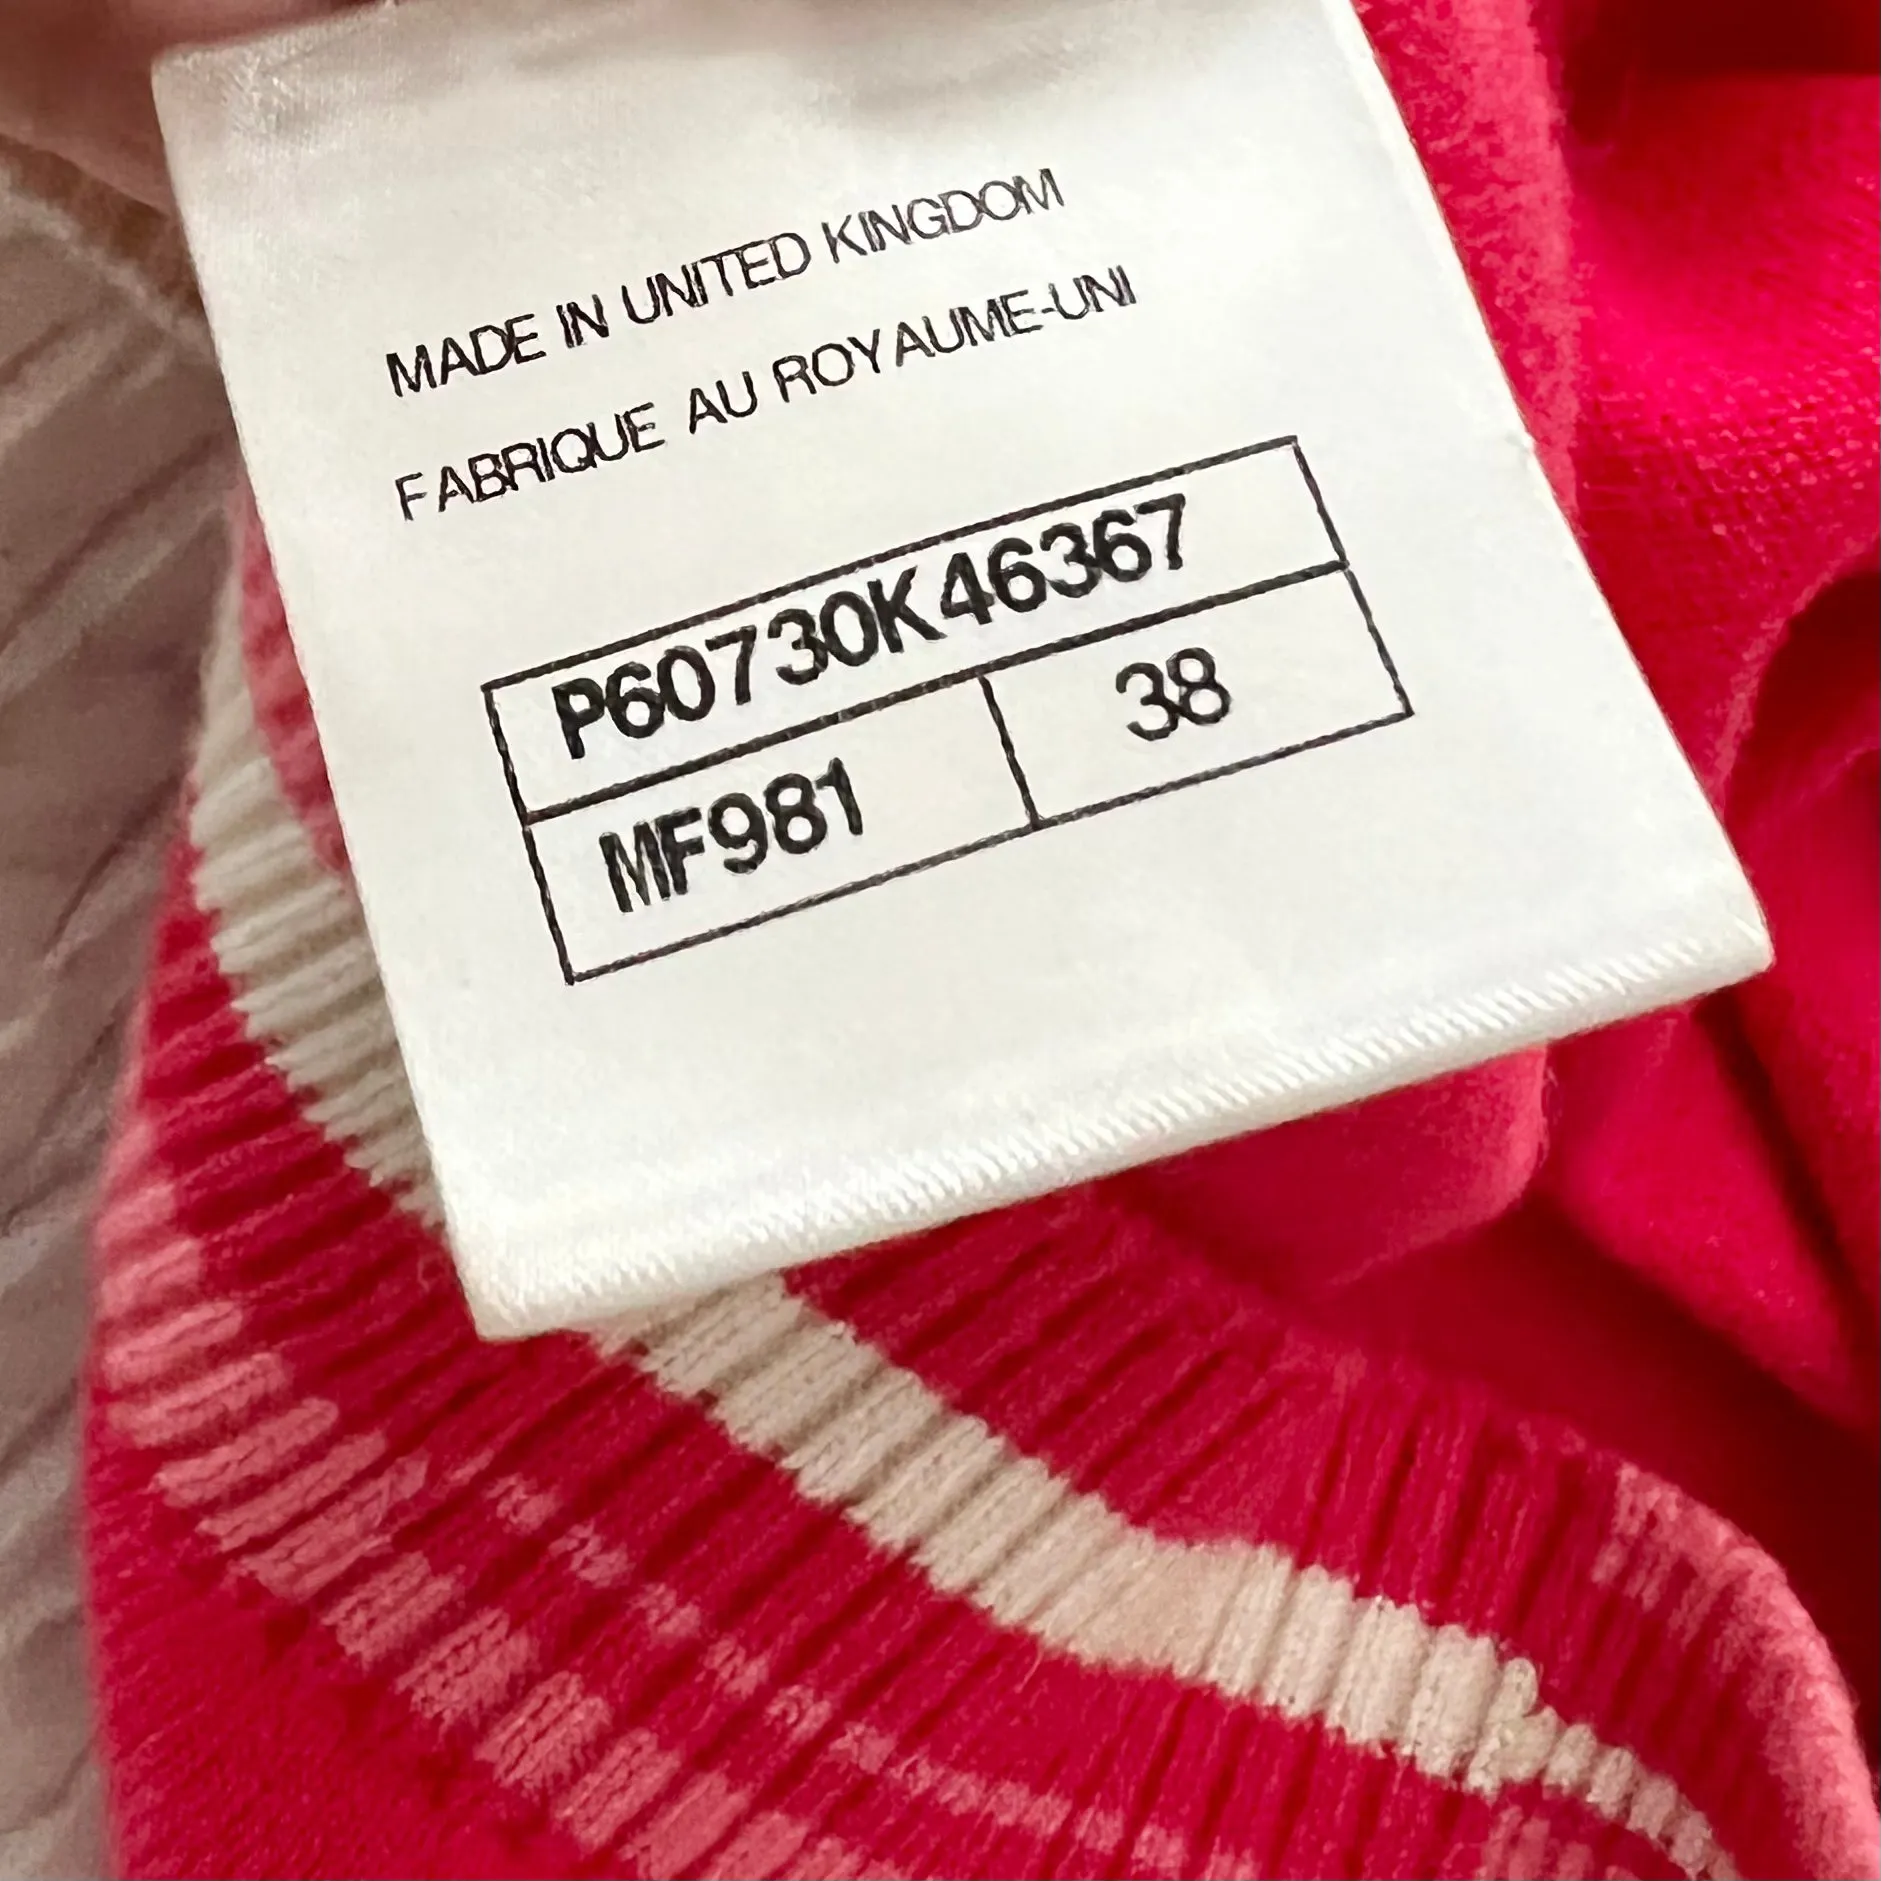 MADE IN UNITED KINGDOM
FABRIQUE AU ROYAUME-UNI
P60730K46367
MF981 38